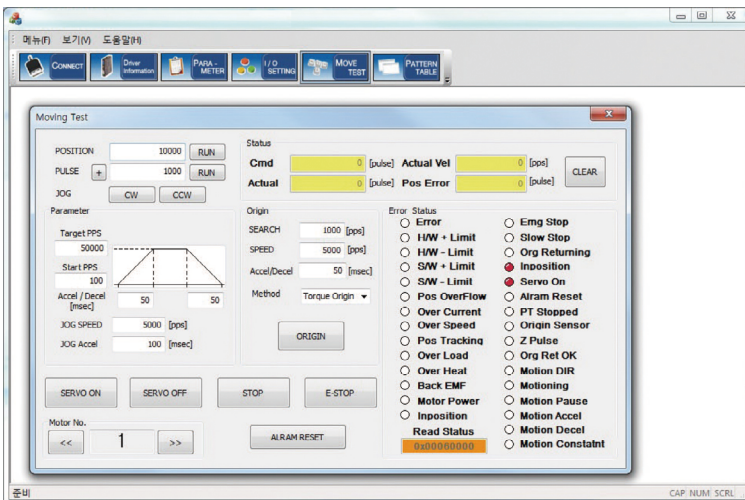 메뉴(F) 보기(V) 도움말(H)
CONNECT Driver Information PARA-METER I/O SETTING MOVE TEST PATTERN TABLE
Moving Test
POSITION 10000 RUN
PULSE + 1000 RUN
JOG CW CCW
Status
Cmd 0 [pulse] Actual Vel 0 [pps]
Actual 0 [pulse] Pos Error 0 [pulse]
CLEAR
Parameter
Target PPS
50000
Start PPS
100
Accel / Decel [msec] 50 50
JOG SPEED 5000 [pps]
JOG Accel 100 [msec]
Origin
SEARCH 1000 [pps]
SPEED 5000 [pps]
Accel/Decel 50 [msec]
Method Torque Origin
ORIGIN
Error Status
Error
H/W + Limit
H/W - Limit
S/W + Limit
S/W - Limit
Pos OverFlow
Over Current
Over Speed
Pos Tracking
Over Load
Over Heat
Back EMF
Motor Power
Inposition
Emg Stop
Slow Stop
Org Returning
Inposition
Servo On
Alram Reset
PT Stopped
Origin Sensor
Z Pulse
Org Ret OK
Motion DIR
Motioning
Motion Pause
Motion Accel
Motion Decel
Motion Constatnt
Read Status
0x00060000
SERVO ON SERVO OFF STOP E-STOP
Motor No.
<< 1 >>
ALRAM RESET
준비 CAP NUM SCRL